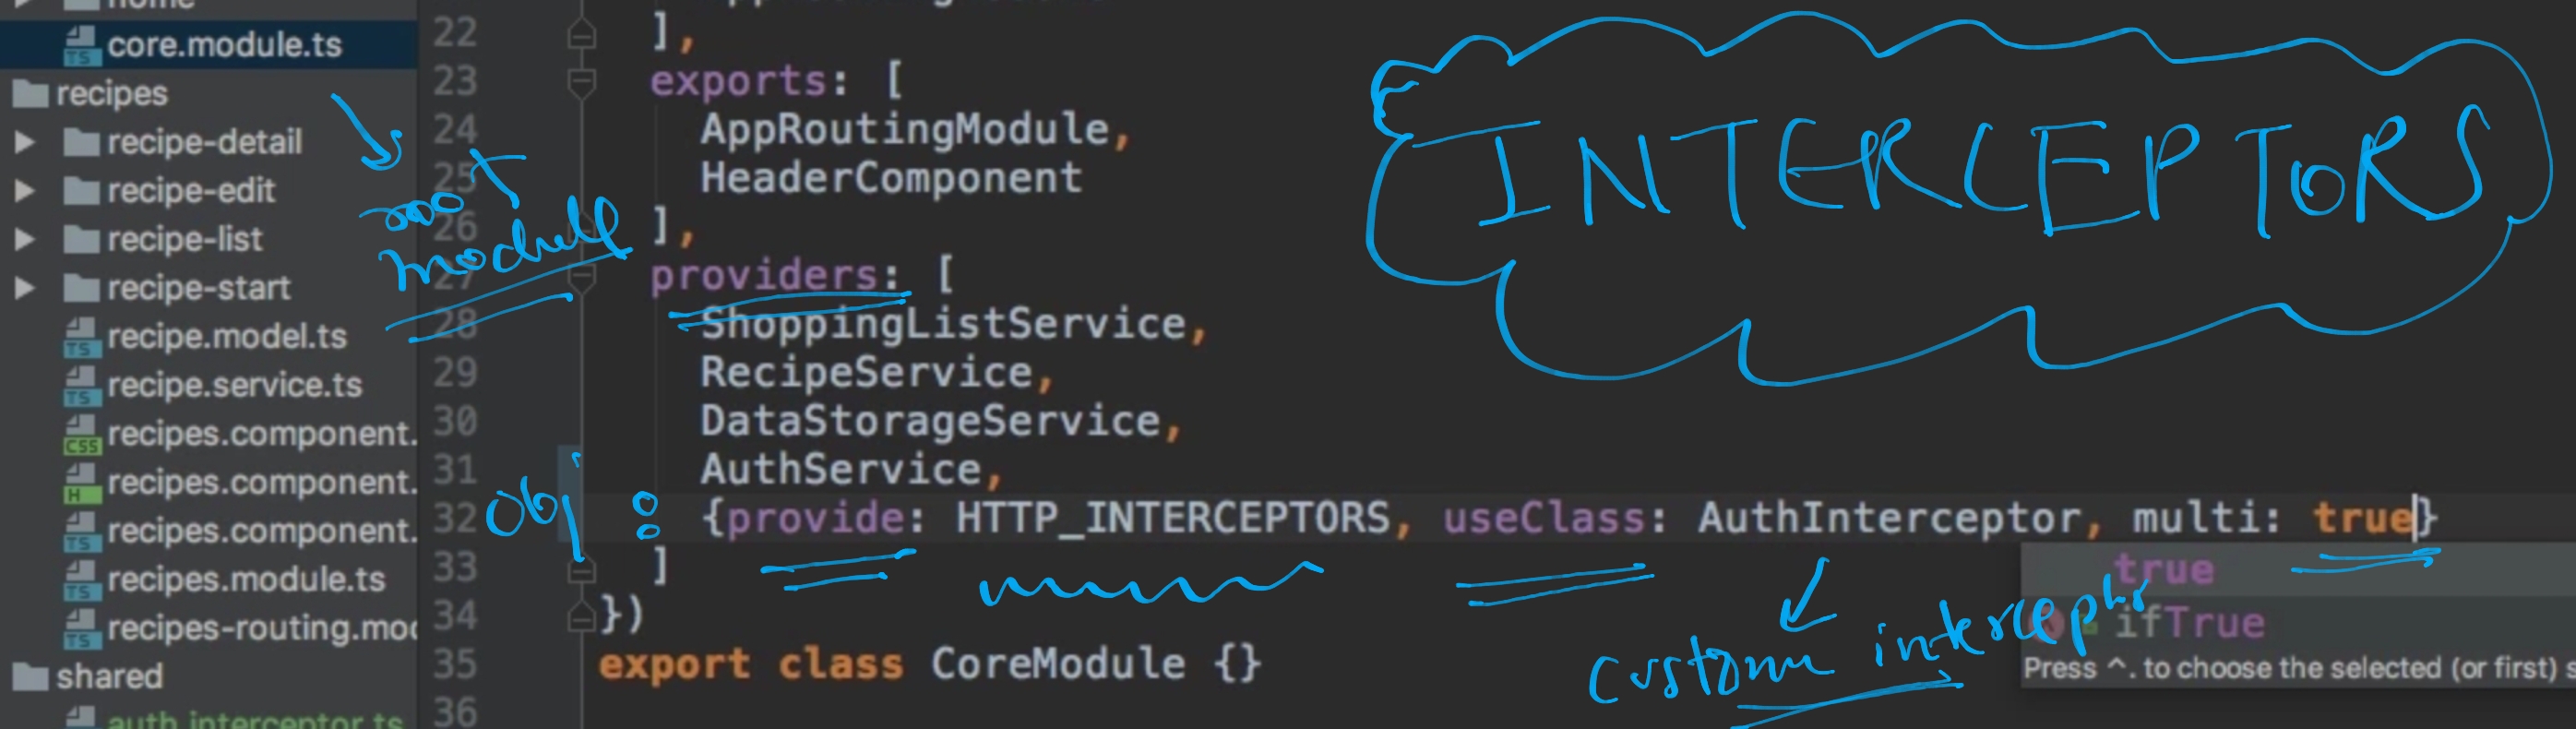 home
core.module.ts
recipes
recipe-detail
recipe-edit
recipe-list
recipe-start
recipe.model.ts
recipe.service.ts
recipes.component.
recipes.component.
recipes.component.
recipes.module.ts
recipes-routing.mod
shared
auth.interceptor.ts
module
22 ],
23 exports: [
24 AppRoutingModule,
25 HeaderComponent
26 ],
27 providers: [
28 ShoppingListService,
29 RecipeService,
30 DataStorageService,
31 AuthService,
32 {provide: HTTP_INTERCEPTORS, useClass: AuthInterceptor, multi: true}
33 ]
34 })
35 export class CoreModule {}
36
INTERCEPTORS
obj :
true
ifTrue
Press ^. to choose the selected (or first) s
custom interceptor